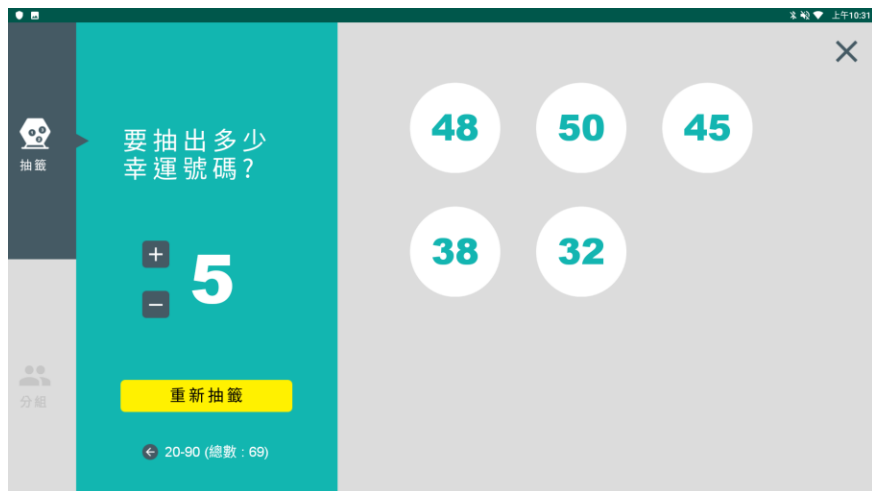 上午10:31
抽籤
要抽出多少
幸運號碼?
5
重新抽籤
20-90 (總數 : 69)
分組
48 50 45
38 32